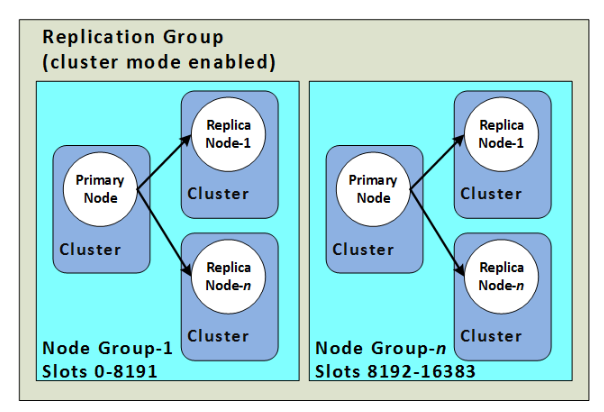 Replication Group
(cluster mode enabled)
Primary
Node
Cluster
Replica
Node-1
Cluster
Replica
Node-n
Cluster
Node Group-1
Slots 0-8191
Primary
Node
Cluster
Replica
Node-1
Cluster
Replica
Node-n
Cluster
Node Group-n
Slots 8192-16383